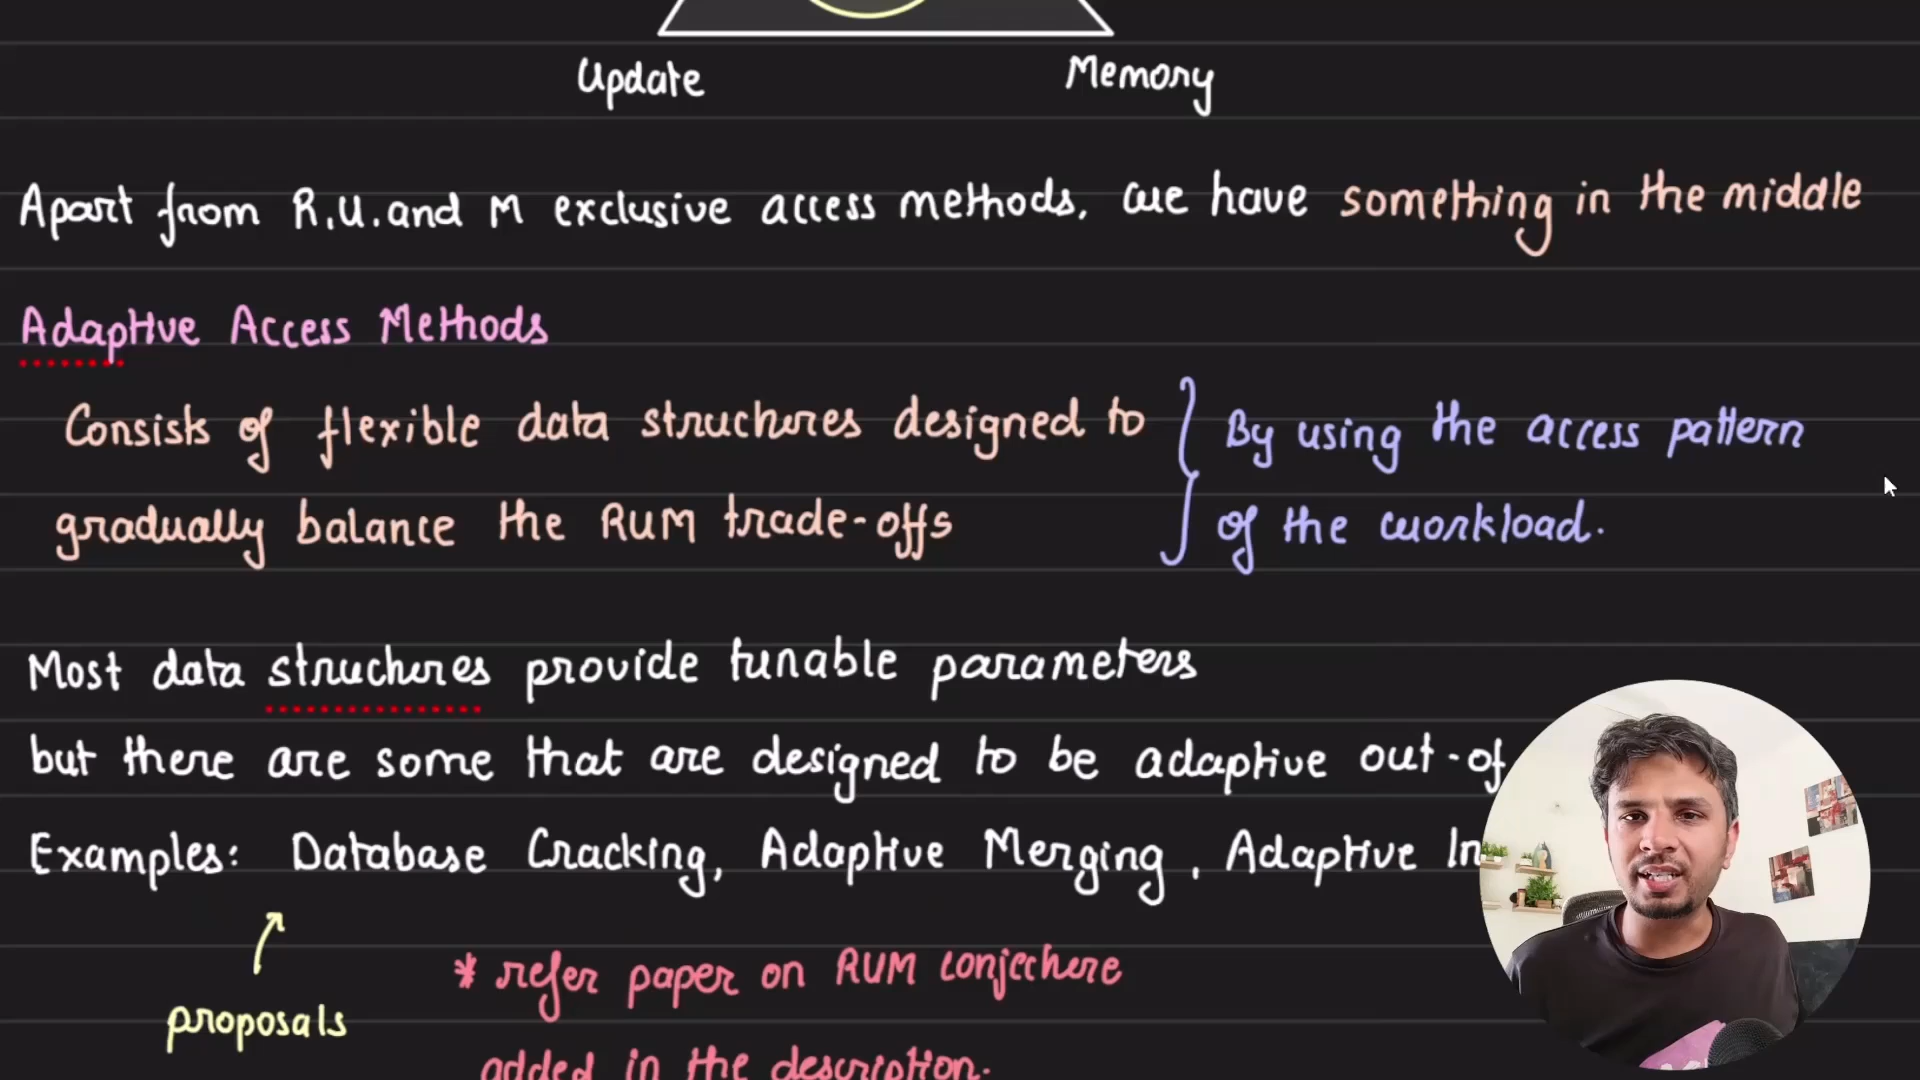 Update Memory
Apart from R.U. and M exclusive access methods, we have something in the middle
Adaptive Access Methods
Consists of flexible data structures designed to
gradually balance the RUM trade-offs
By using the access pattern
of the workload.
Most data structures provide tunable parameters
but there are some that are designed to be adaptive out-of
Examples: Database Cracking, Adaptive Merging, Adaptive In
proposals
* refer paper on RUM conjecture
added in the description.